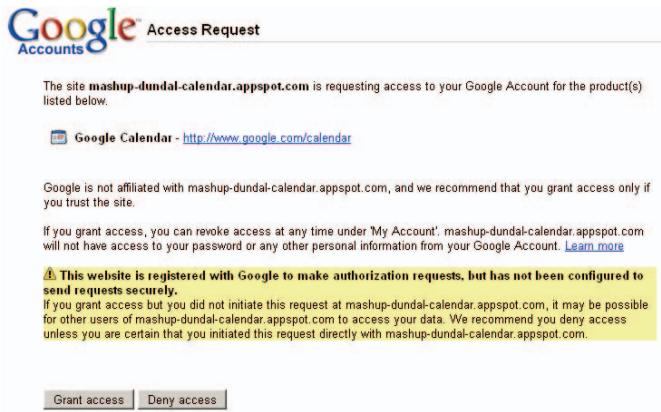 Google Accounts Access Request
The site mashup-dundal-calendar.appspot.com is requesting access to your Google Account for the product(s)
listed below.
Google Calendar - http://www.google.com/calendar
Google is not affiliated with mashup-dundal-calendar.appspot.com, and we recommend that you grant access only if
you trust the site.
If you grant access, you can revoke access at any time under 'My Account'. mashup-dundal-calendar.appspot.com
will not have access to your password or any other personal information from your Google Account. Learn more
This website is registered with Google to make authorization requests, but has not been configured to
send requests securely.
If you grant access but you did not initiate this request at mashup-dundal-calendar.appspot.com, it may be possible
for other users of mashup-dundal-calendar.appspot.com to access your data. We recommend you deny access
unless you are certain that you initiated this request directly with mashup-dundal-calendar.appspot.com.
Grant access Deny access